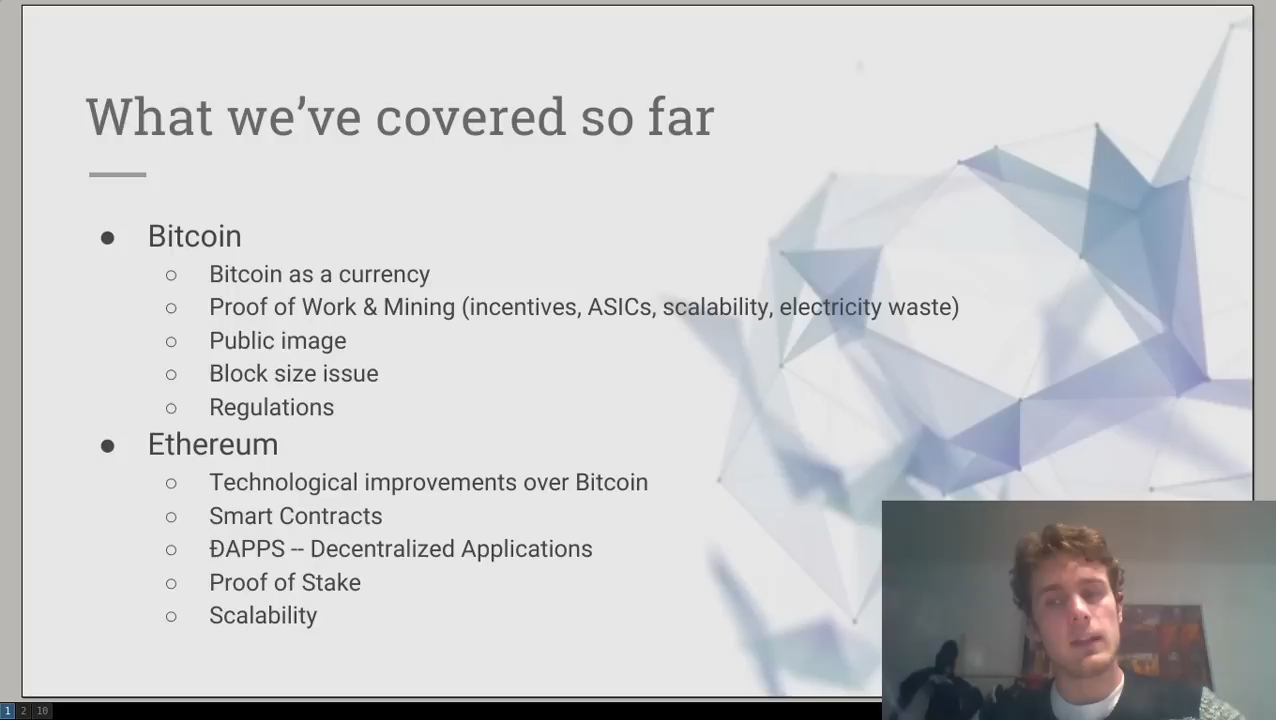 What we've covered so far
● Bitcoin
○ Bitcoin as a currency
○ Proof of Work & Mining (incentives, ASICs, scalability, electricity waste)
○ Public image
○ Block size issue
○ Regulations
● Ethereum
○ Technological improvements over Bitcoin
○ Smart Contracts
○ ĐAPPS -- Decentralized Applications
○ Proof of Stake
○ Scalability
1 2 10